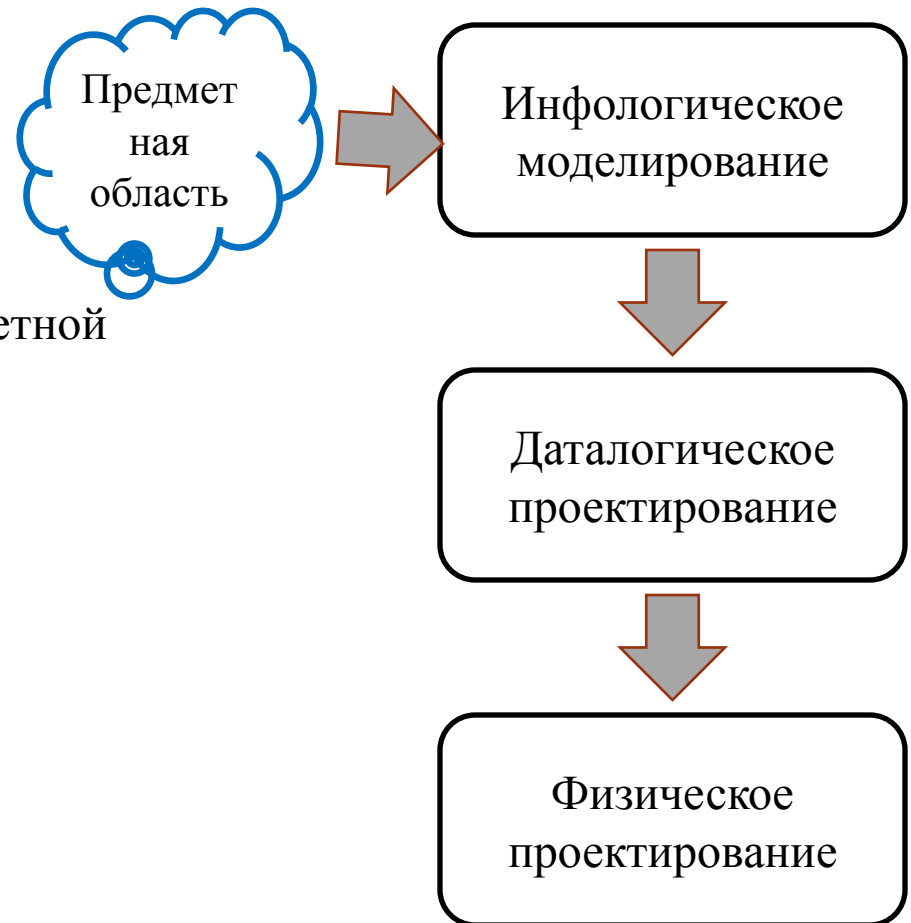 Предмет
ная
область
Инфологическое
моделирование
етной
Даталогическое
проектирование
Физическое
проектирование